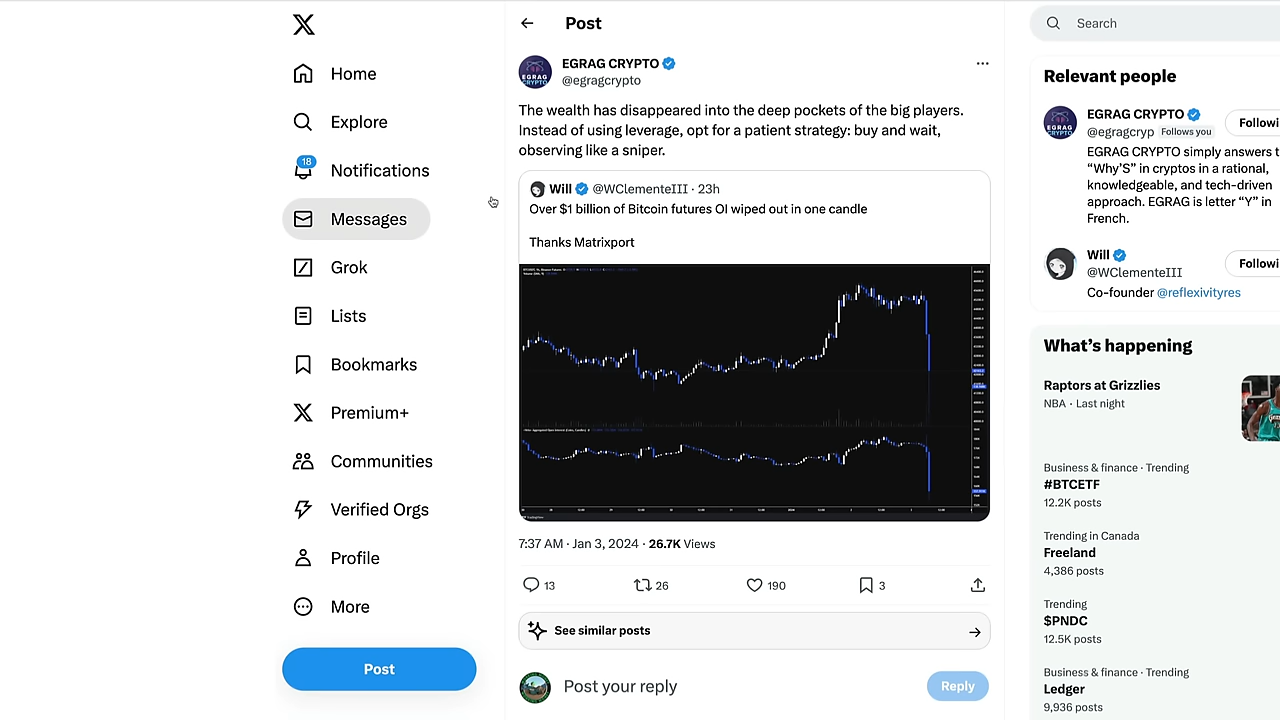 Home
Explore
18
Notifications
Messages
Grok
Lists
Bookmarks
Premium+
Communities
Verified Orgs
Profile
More
Post
Post
EGRAG CRYPTO
@egragcrypto
The wealth has disappeared into the deep pockets of the big players.
Instead of using leverage, opt for a patient strategy: buy and wait,
observing like a sniper.
Will @WClementeIII · 23h
Over $1 billion of Bitcoin futures OI wiped out in one candle
Thanks Matrixport
7:37 AM · Jan 3, 2024 · 26.7K Views
13 26 190 3
See similar posts
Post your reply
Reply
Search
Relevant people
EGRAG CRYPTO
@egragcryp Follows you
Followi
EGRAG CRYPTO simply answers t
"Why'S" in cryptos in a rational,
knowledgeable, and tech-driven
approach. EGRAG is letter "Y" in
French.
Will
@WClementeIII
Followi
Co-founder @reflexivityres
What's happening
Raptors at Grizzlies
NBA · Last night
Business & finance · Trending
#BTCETF
12.2K posts
Trending in Canada
Freeland
4,386 posts
Trending
$PNDC
12.5K posts
Business & finance · Trending
Ledger
9,936 posts